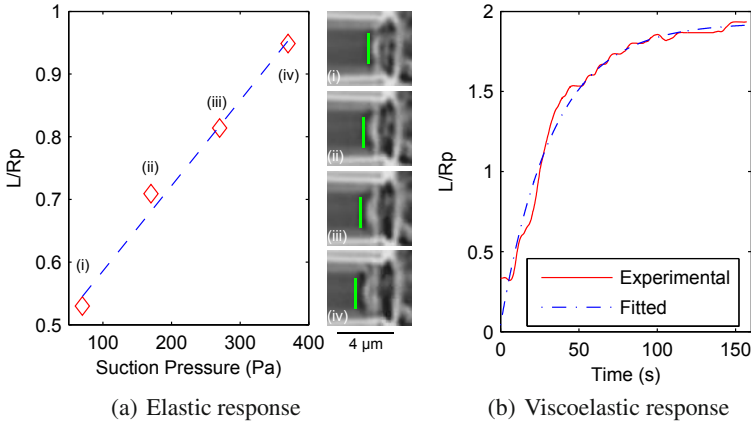 1
0.9
0.8
0.7
0.6
0.5
L/Rp
100 200 300 400
Suction Pressure (Pa)
(i)
(ii)
(iii)
(iv)
(i)
(ii)
(iii)
(iv)
4 µm
(a) Elastic response
2
1.5
1
0.5
0
L/Rp
0 50 100 150
Time (s)
Experimental
Fitted
(b) Viscoelastic response